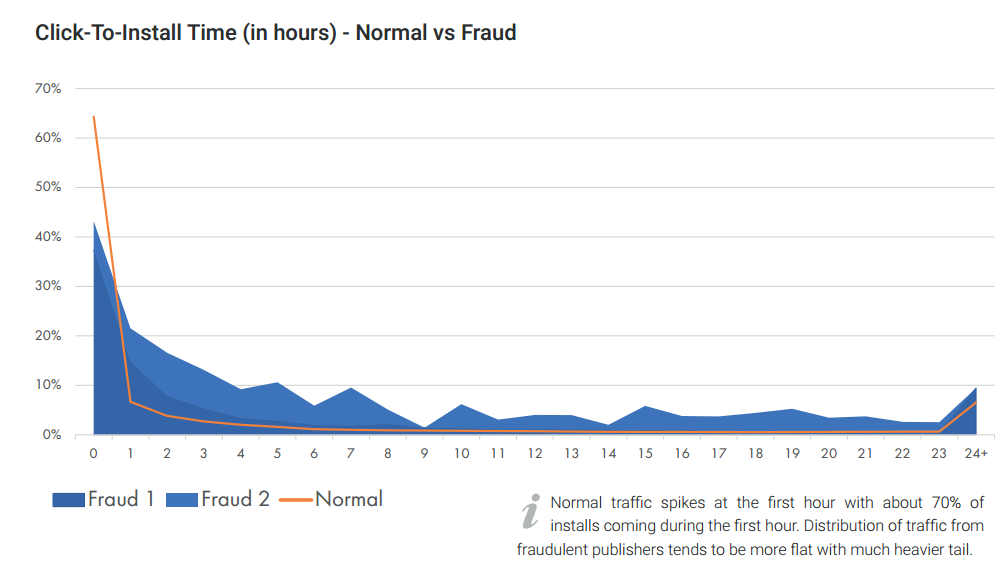 Click-To-Install Time (in hours) - Normal vs Fraud
70%
60%
50%
40%
30%
20%
10%
0%
0 1 2 3 4 5 6 7 8 9 10 11 12 13 14 15 16 17 18 19 20 21 22 23 24+
Fraud 1 Fraud 2 Normal
i Normal traffic spikes at the first hour with about 70% of
installs coming during the first hour. Distribution of traffic from
fraudulent publishers tends to be more flat with much heavier tail.